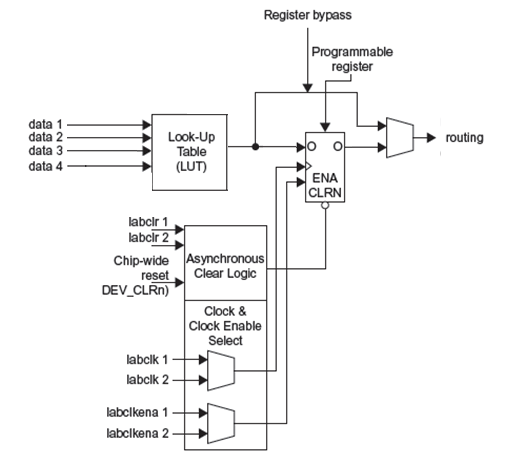 Register bypass
Programmable
register
data 1
data 2
data 3
data 4
Look-Up
Table
(LUT)
O O
ENA
CLRN
routing
labclr 1
labclr 2
Chip-wide
reset
DEV_CLRn)
Asynchronous
Clear Logic
Clock &
Clock Enable
Select
labclk 1
labclk 2
labclkena 1
labclkena 2